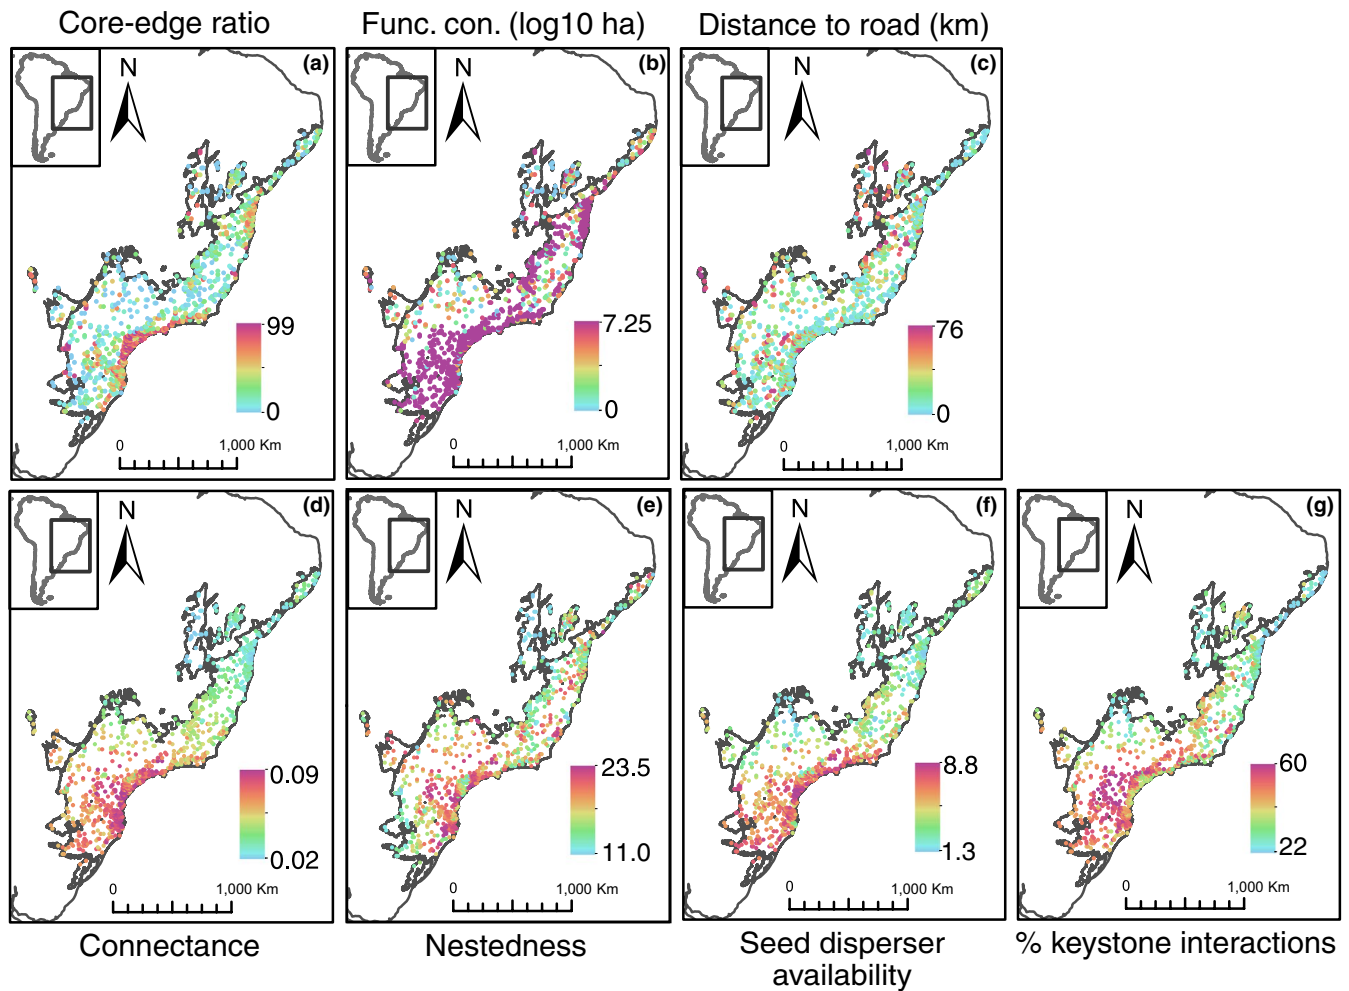 Core-edge ratio
Func. con. (log10 ha)
Distance to road (km)
(a)
N
99
0
0
1,000 Km
(b)
N
7.25
0
0
1,000 Km
(c)
N
76
0
0
1,000 Km
(d)
N
0.09
0.02
0
1,000 Km
(e)
N
23.5
11.0
0
1,000 Km
(f)
N
8.8
1.3
0
1,000 Km
(g)
N
60
22
0
1,000 Km
Connectance
Nestedness
Seed disperser
availability
% keystone interactions